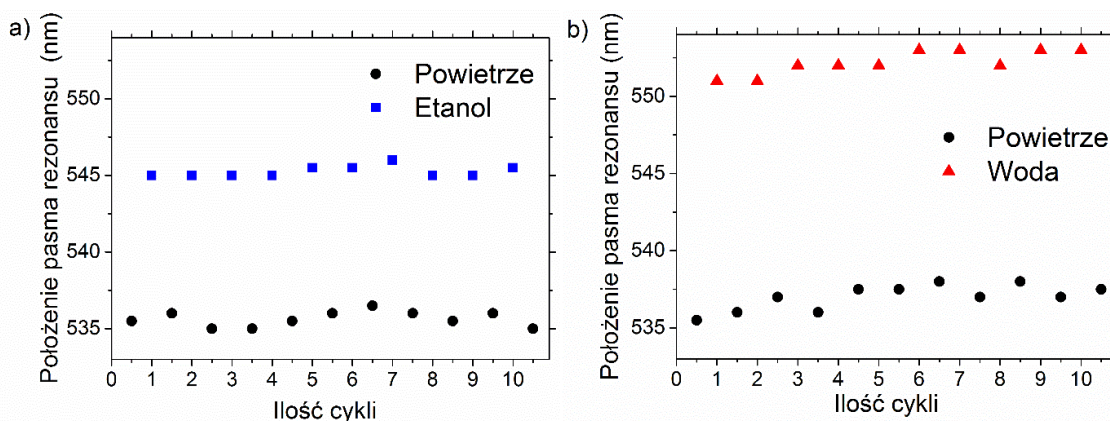 a)
Położenie pasma rezonansu (nm)
550
545
540
535
Powietrze
Etanol
0 1 2 3 4 5 6 7 8 9 10
Ilość cykli
b)
Położenie pasma rezonansu (nm)
550
545
540
535
Powietrze
Woda
0 1 2 3 4 5 6 7 8 9 10
Ilość cykli